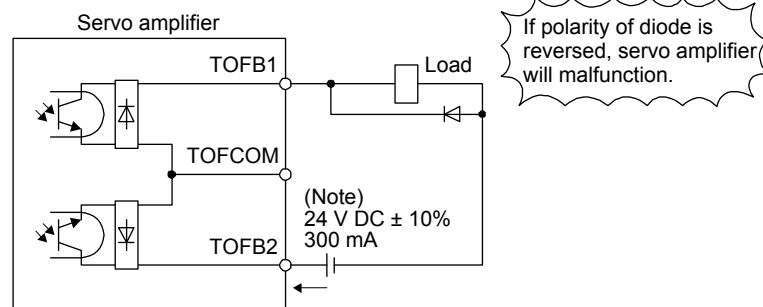 Servo amplifier
If polarity of diode is
reversed, servo amplifier
will malfunction.
TOFB1
Load
TOFCOM
(Note)
24 V DC ± 10%
300 mA
TOFB2